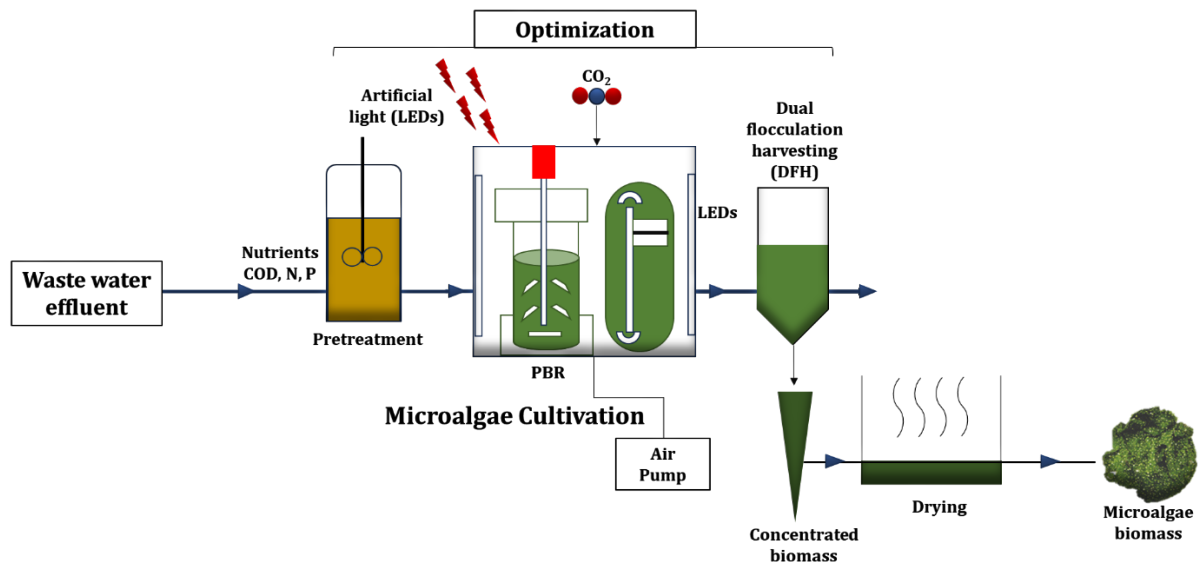 Optimization
Artificial
light (LEDs)
CO₂
Dual
flocculation
harvesting
(DFH)
LEDs
Nutrients
COD, N, P
Waste water
effluent
Pretreatment
PBR
Microalgae Cultivation
Air
Pump
Concentrated
biomass
Drying
Microalgae
biomass